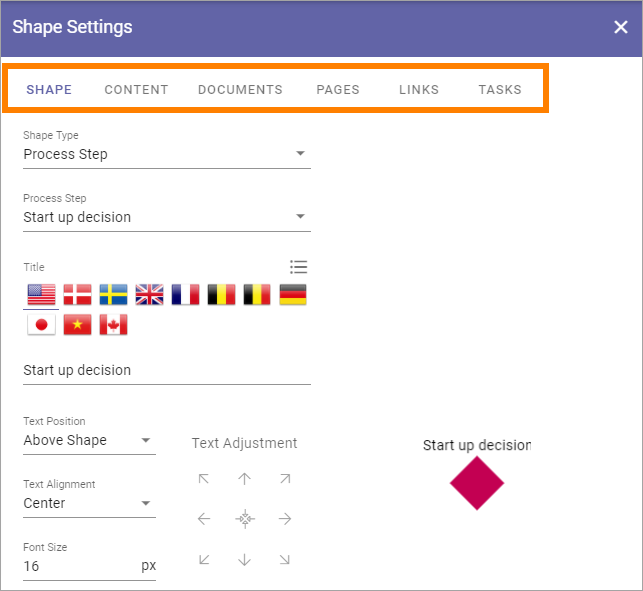 Shape Settings
SHAPE CONTENT DOCUMENTS PAGES LINKS TASKS
Shape Type
Process Step
Process Step
Start up decision
Title
Start up decision
Text Position
Above Shape
Text Adjustment
Start up decision
Text Alignment
Center
Font Size
16 px